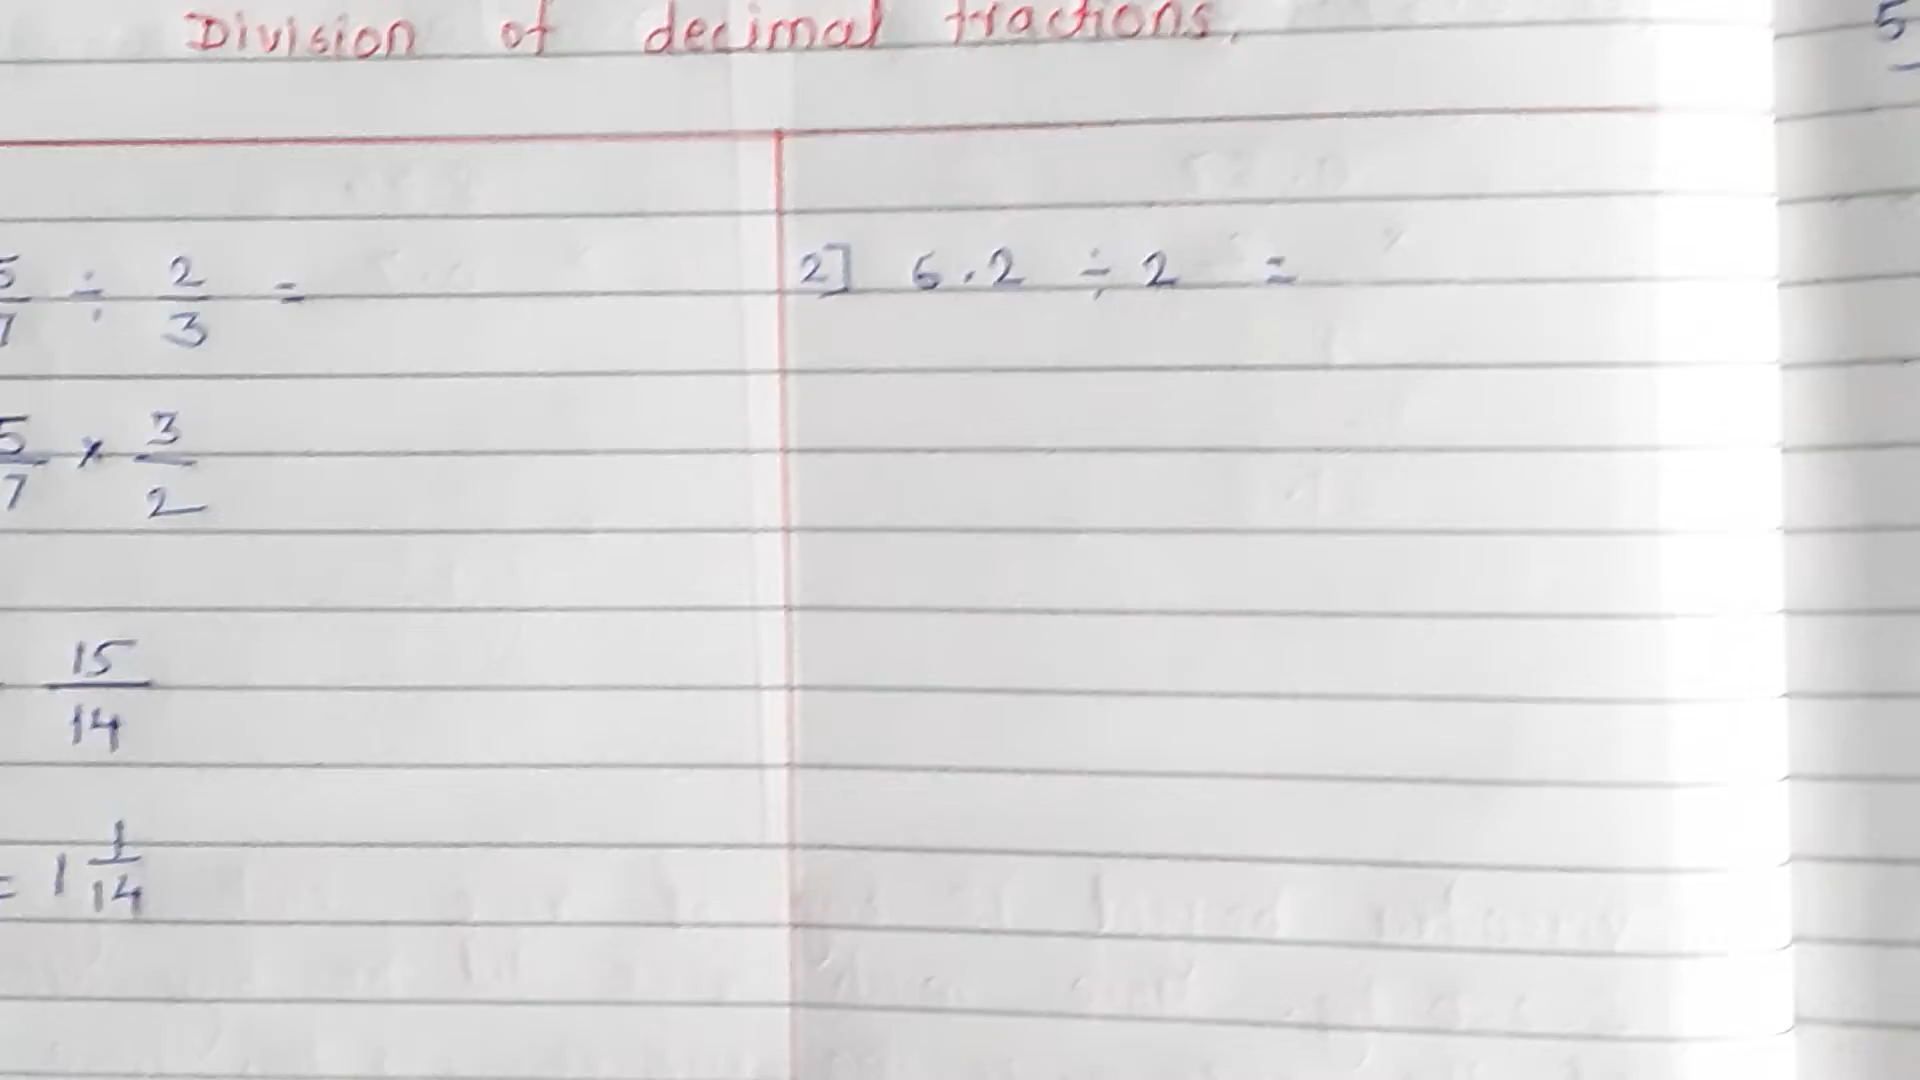 Division of decimal fractions.
5/7 ÷ 2/3 =
5/7 × 3/2
15/14
= 1 1/14
2] 6.2 ÷ 2 =
5